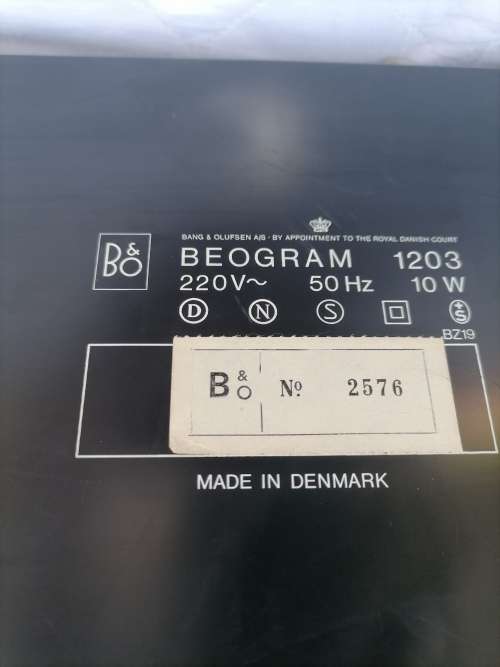 BANG & OLUFSEN A/S · BY APPOINTMENT TO THE ROYAL DANISH COURT
B&O
BEOGRAM 1203
220V~ 50 Hz 10 W
D N S +S
BZ19
B&O Nº 2576
MADE IN DENMARK